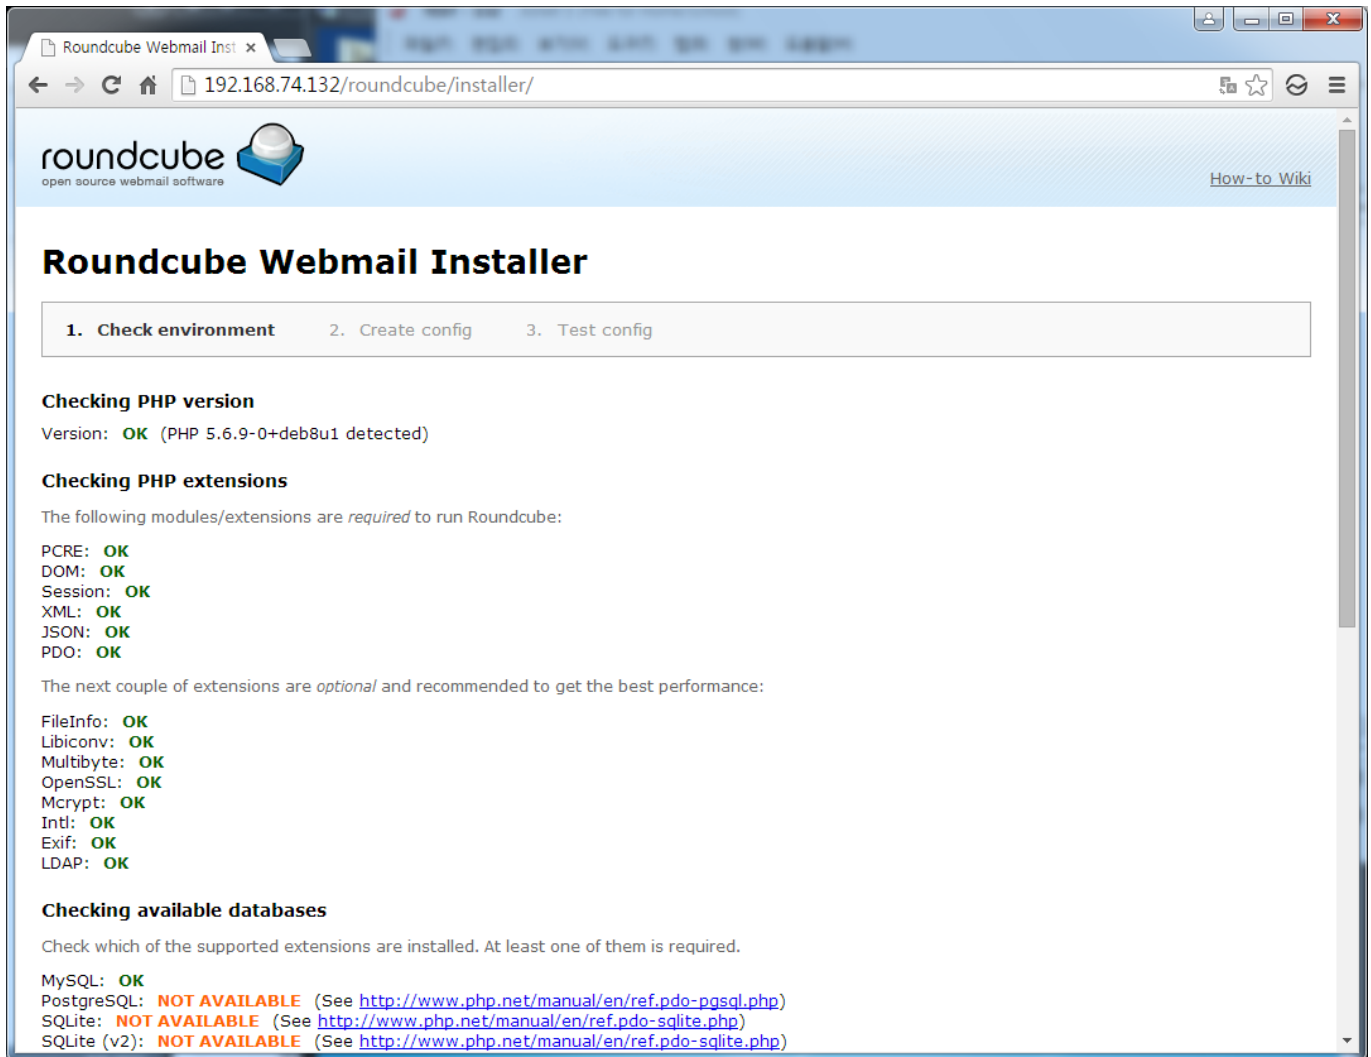 Roundcube Webmail Inst
192.168.74.132/roundcube/installer/
roundcube
open source webmail software
How-to Wiki
Roundcube Webmail Installer
1. Check environment 2. Create config 3. Test config
Checking PHP version
Version: OK (PHP 5.6.9-0+deb8u1 detected)
Checking PHP extensions
The following modules/extensions are required to run Roundcube:
PCRE: OK
DOM: OK
Session: OK
XML: OK
JSON: OK
PDO: OK
The next couple of extensions are optional and recommended to get the best performance:
FileInfo: OK
Libiconv: OK
Multibyte: OK
OpenSSL: OK
Mcrypt: OK
Intl: OK
Exif: OK
LDAP: OK
Checking available databases
Check which of the supported extensions are installed. At least one of them is required.
MySQL: OK
PostgreSQL: NOT AVAILABLE (See http://www.php.net/manual/en/ref.pdo-pgsql.php)
SQLite: NOT AVAILABLE (See http://www.php.net/manual/en/ref.pdo-sqlite.php)
SQLite (v2): NOT AVAILABLE (See http://www.php.net/manual/en/ref.pdo-sqlite.php)